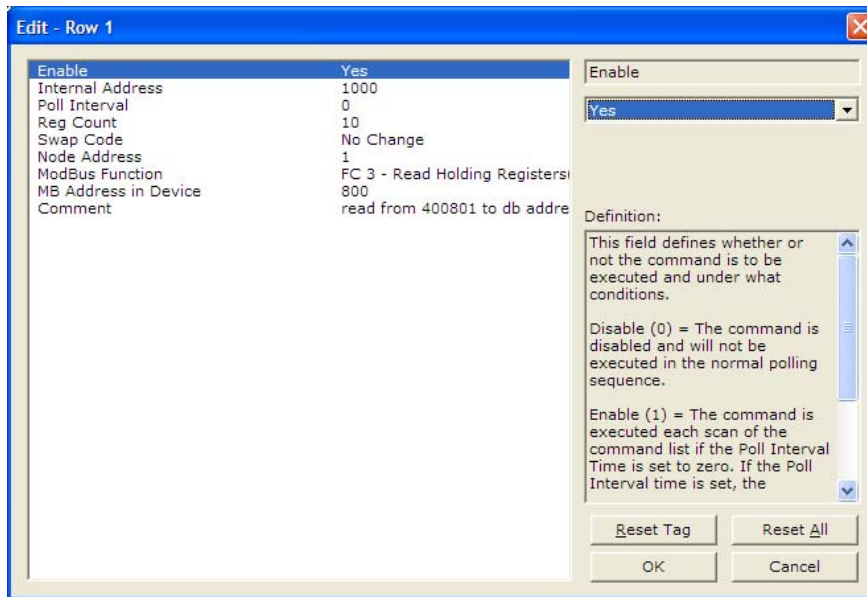 Edit - Row 1
Enable Yes
Internal Address 1000
Poll Interval 0
Reg Count 10
Swap Code No Change
Node Address 1
ModBus Function FC 3 - Read Holding Registers(
MB Address in Device 800
Comment read from 400801 to db addre
Enable
Yes
Definition:
This field defines whether or
not the command is to be
executed and under what
conditions.
Disable (0) = The command is
disabled and will not be
executed in the normal polling
sequence.
Enable (1) = The command is
executed each scan of the
command list if the Poll Interval
Time is set to zero. If the Poll
Interval time is set, the
Reset Tag Reset All
OK Cancel